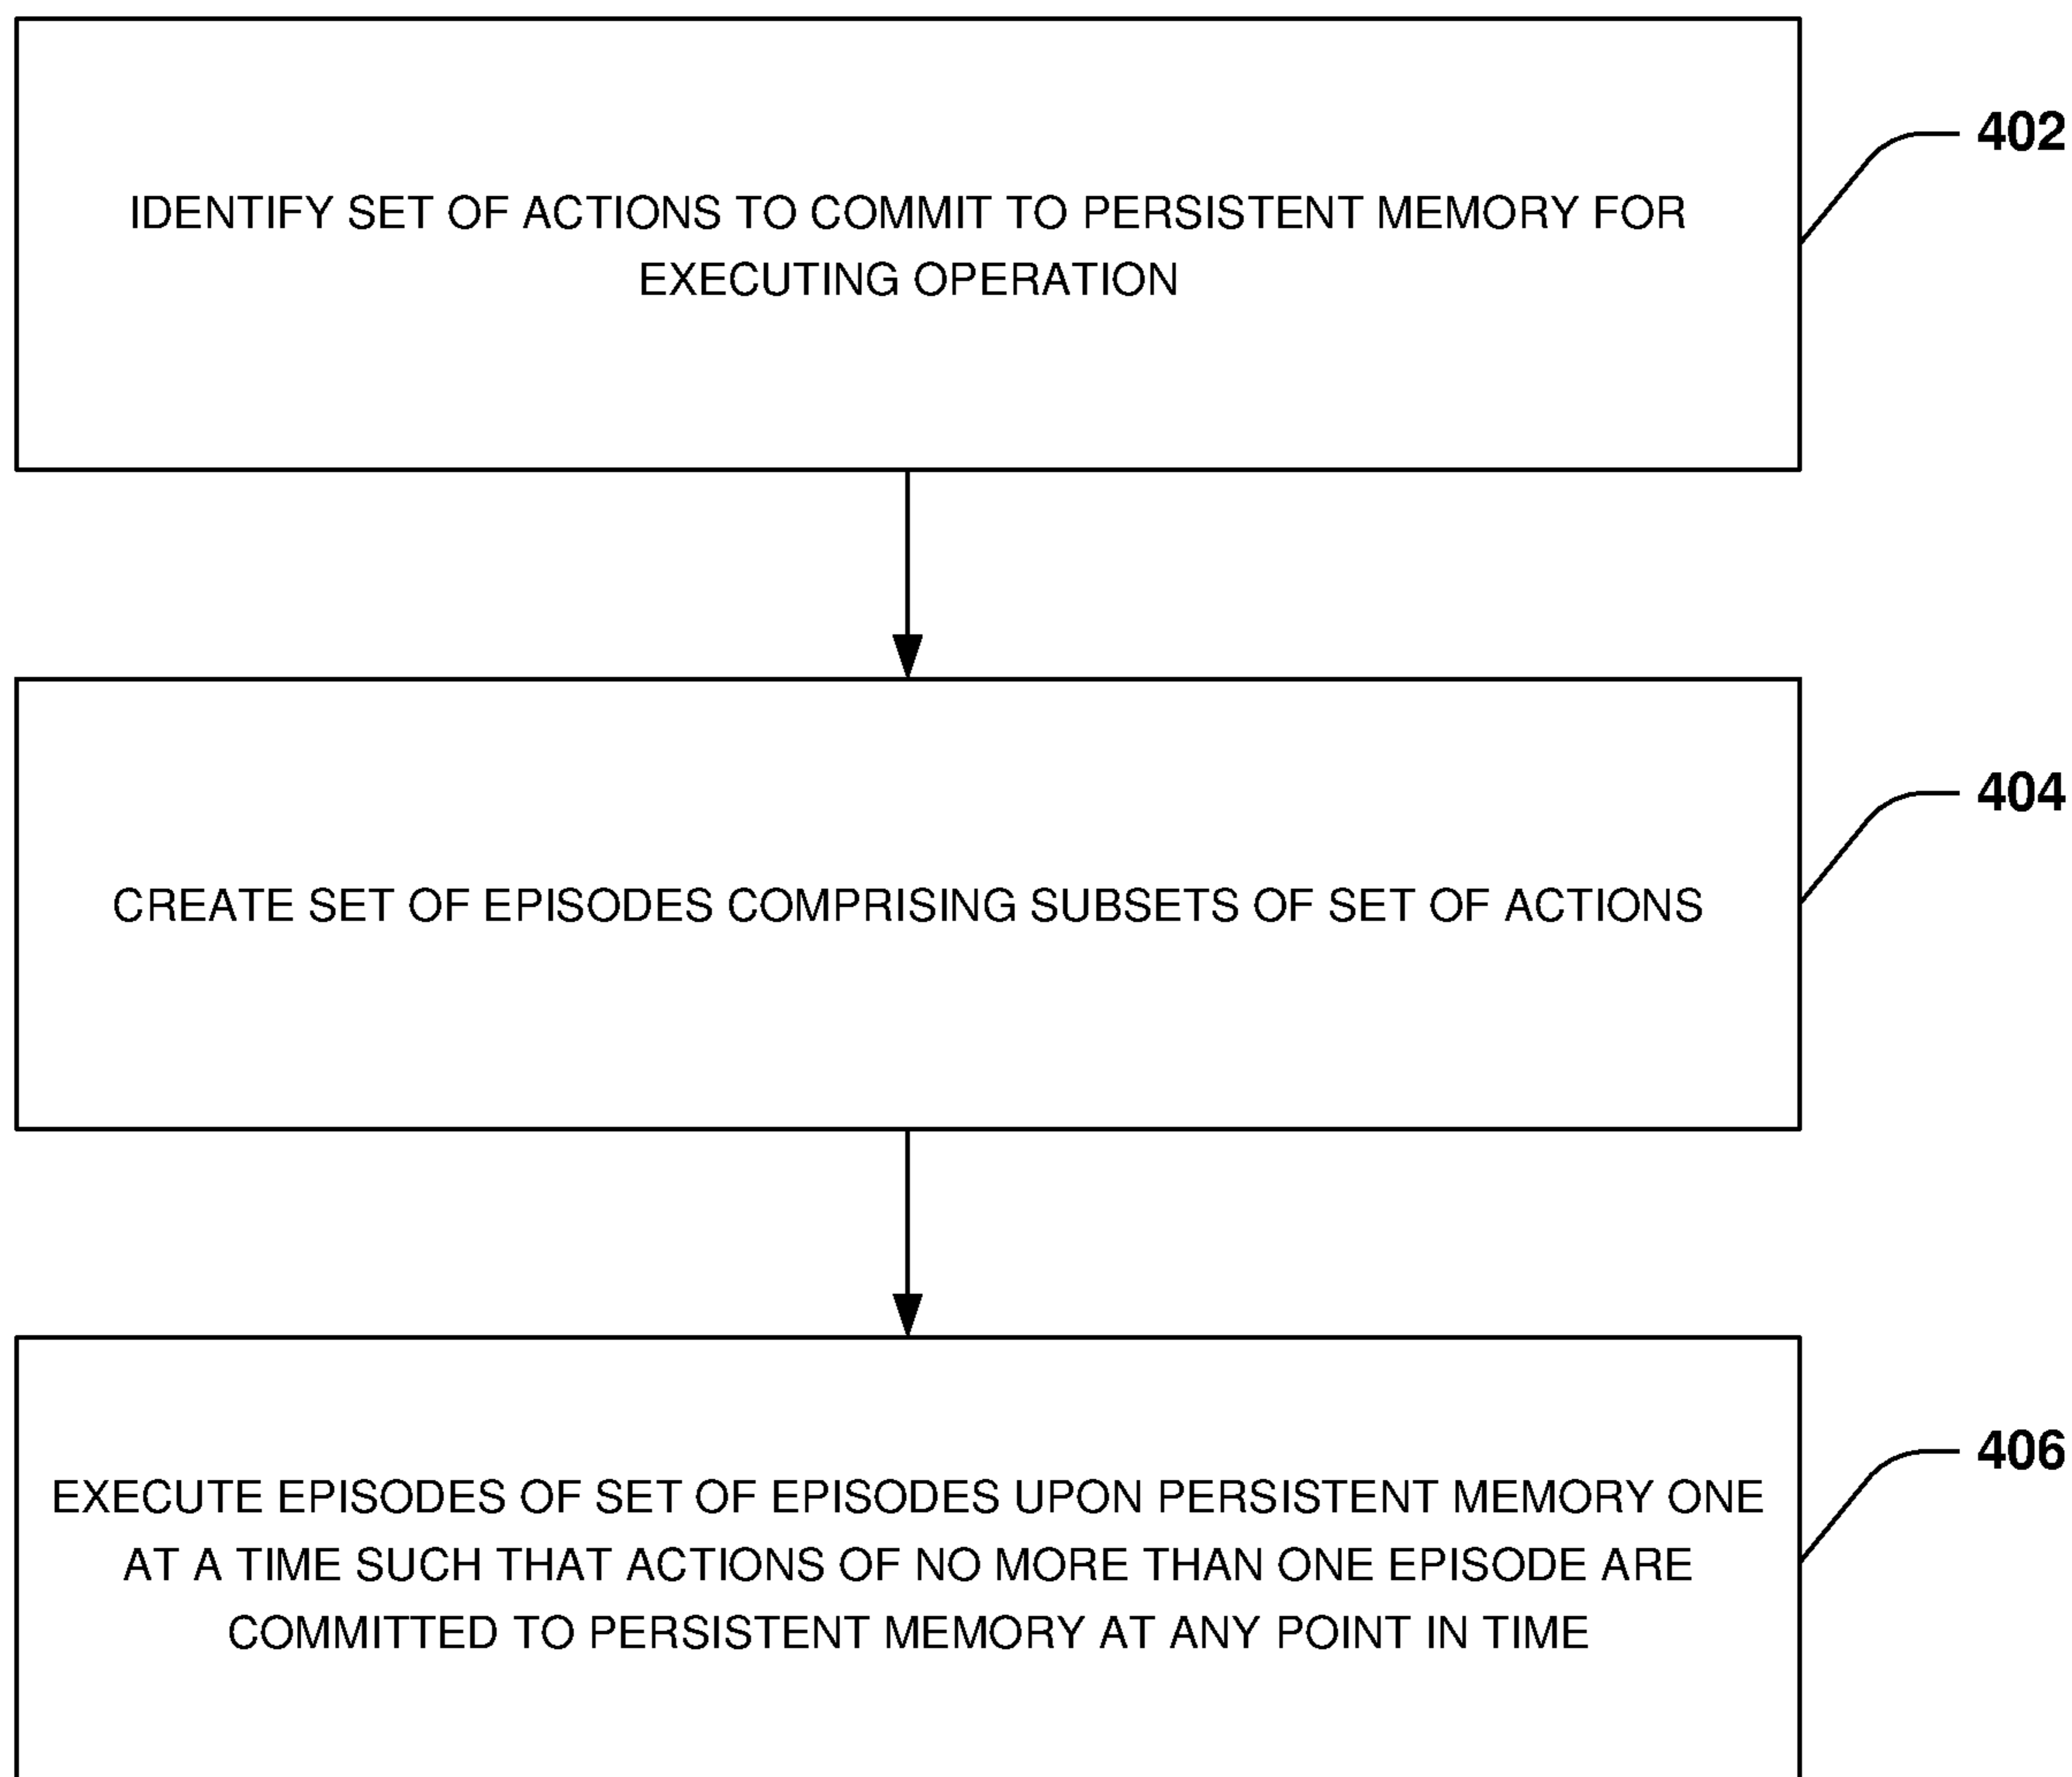 402
IDENTIFY SET OF ACTIONS TO COMMIT TO PERSISTENT MEMORY FOR
EXECUTING OPERATION
404
CREATE SET OF EPISODES COMPRISING SUBSETS OF SET OF ACTIONS
406
EXECUTE EPISODES OF SET OF EPISODES UPON PERSISTENT MEMORY ONE
AT A TIME SUCH THAT ACTIONS OF NO MORE THAN ONE EPISODE ARE
COMMITTED TO PERSISTENT MEMORY AT ANY POINT IN TIME